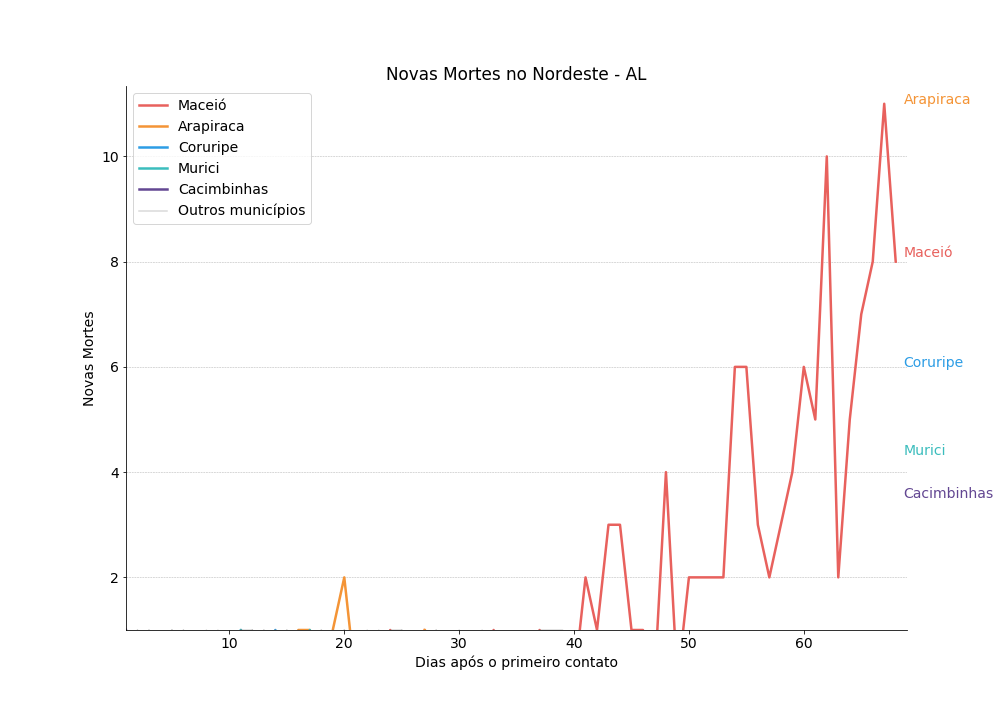 Novas Mortes no Nordeste - AL
Maceió
Arapiraca
Coruripe
Murici
Cacimbinhas
Outros municípios
Arapiraca
Maceió
Coruripe
Murici
Cacimbinhas
Novas Mortes
10
8
6
4
2
10 20 30 40 50 60
Dias após o primeiro contato